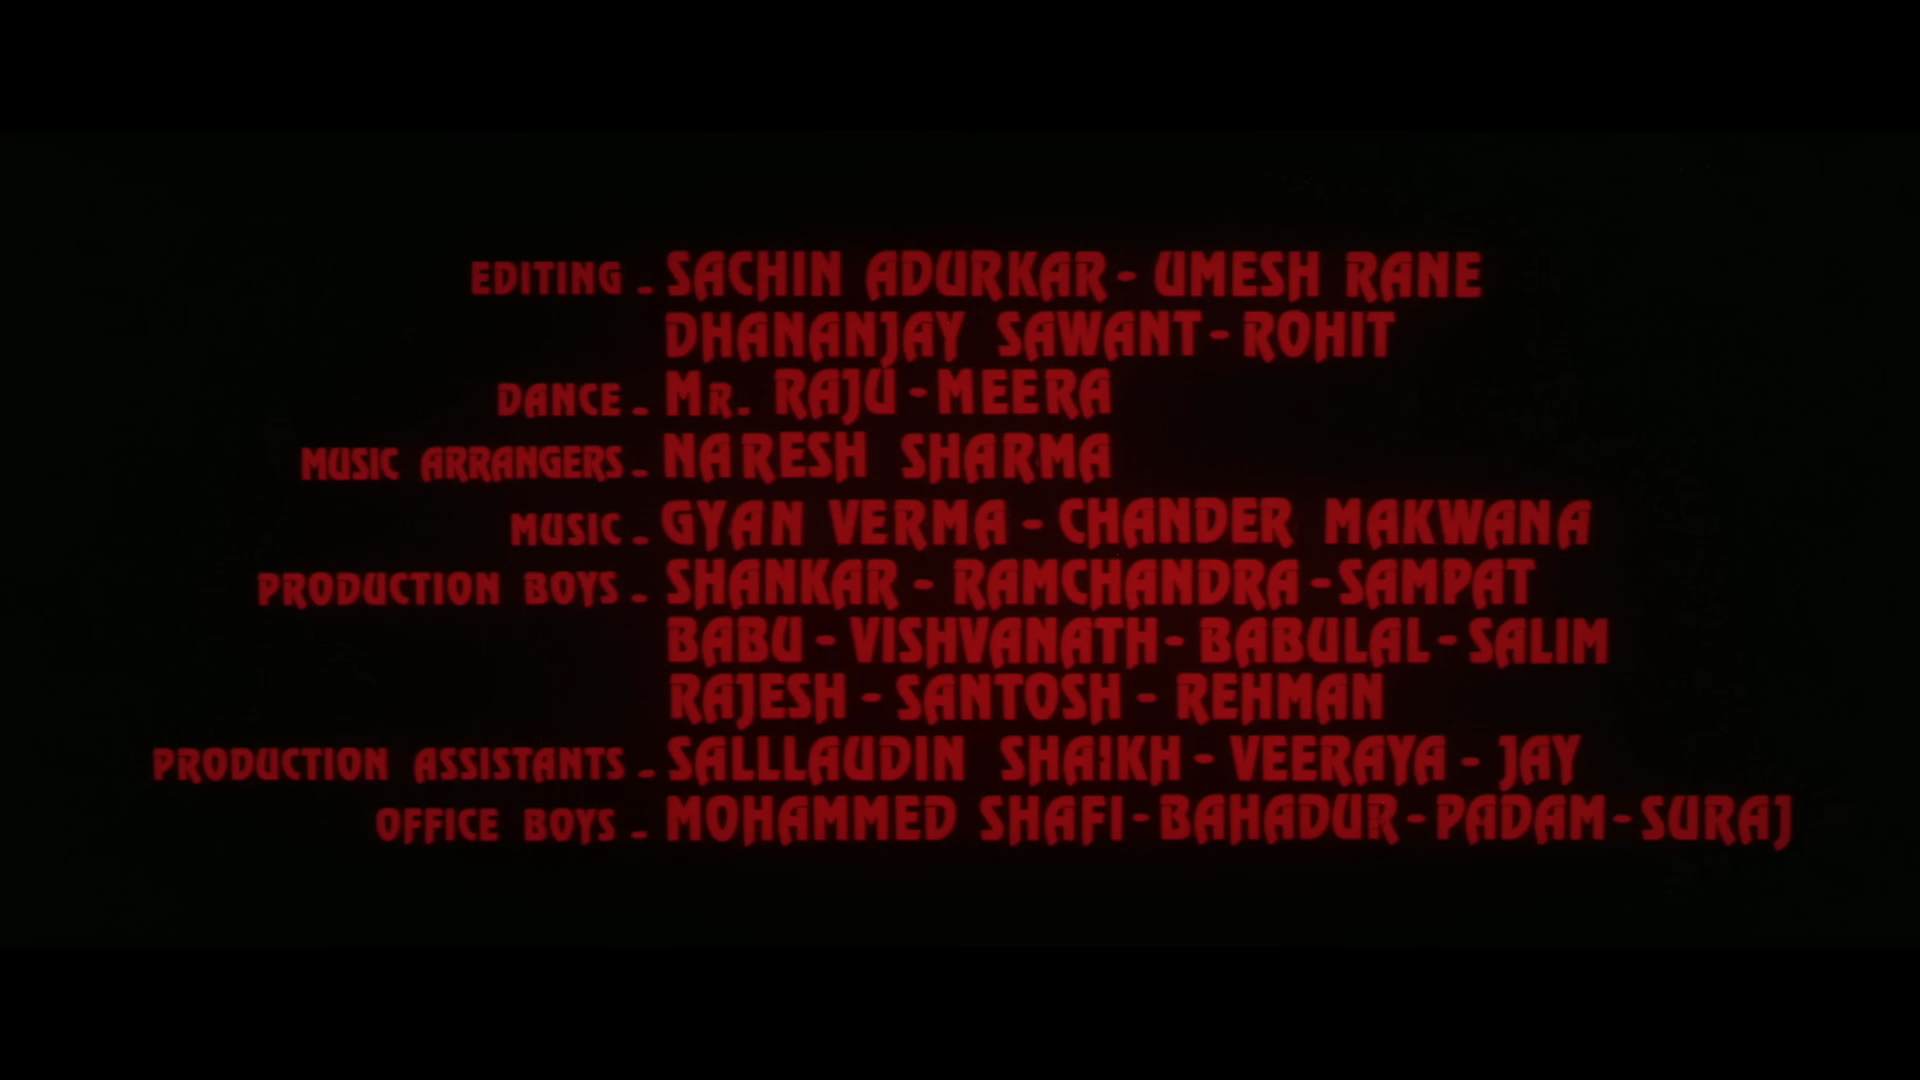 EDITING - SACHIN ADURKAR - UMESH RANE
DHANANJAY SAWANT - ROHIT
DANCE - MR. RAJU - MEERA
MUSIC ARRANGERS - NARESH SHARMA
MUSIC - GYAN VERMA - CHANDER MAKWANA
PRODUCTION BOYS - SHANKAR - RAMCHANDRA - SAMPAT
BABU - VISHVANATH - BABULAL - SALIM
RAJESH - SANTOSH - REHMAN
PRODUCTION ASSISTANTS - SALLLAUDIN SHAIKH - VEERAYA - JAY
OFFICE BOYS - MOHAMMED SHAFI - BAHADUR - PADAM - SURAJ